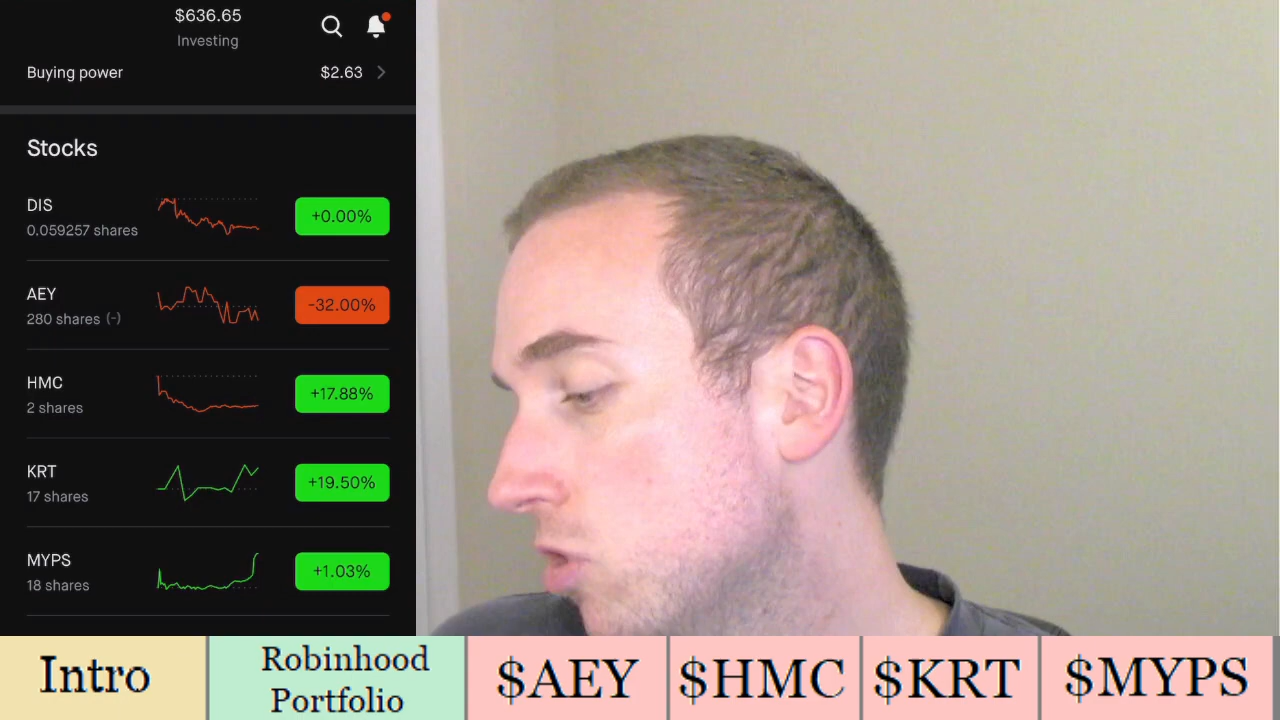 $636.65
Investing
Buying power $2.63
Stocks
DIS
0.059257 shares
+0.00%
AEY
280 shares (-)
-32.00%
HMC
2 shares
+17.88%
KRT
17 shares
+19.50%
MYPS
18 shares
+1.03%
Intro
Robinhood
Portfolio
$AEY
$HMC
$KRT
$MYPS